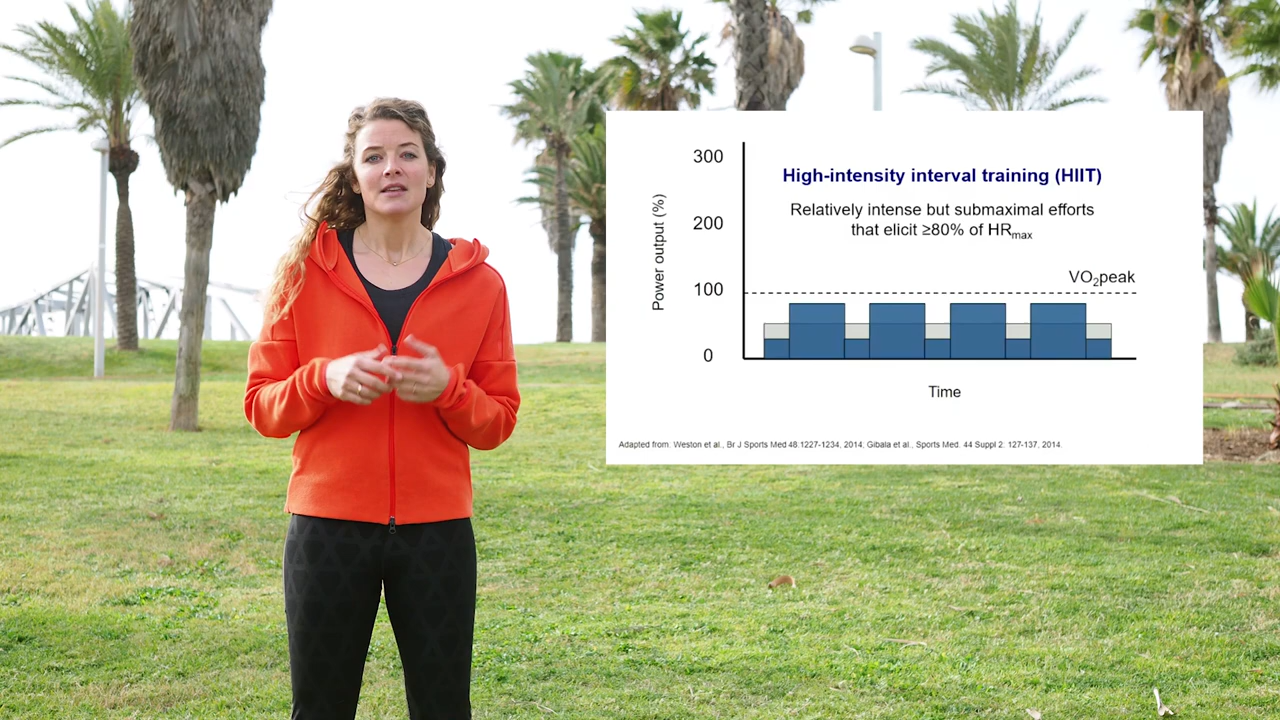 High-intensity interval training (HIIT)
Relatively intense but submaximal efforts
that elicit ≥80% of HRmax
Power output (%)
300
200
100
0
VO2peak
Time
Adapted from: Weston et al., Br J Sports Med 48:1227-1234, 2014; Gibala et al., Sports Med. 44 Suppl 2: 127-137, 2014.